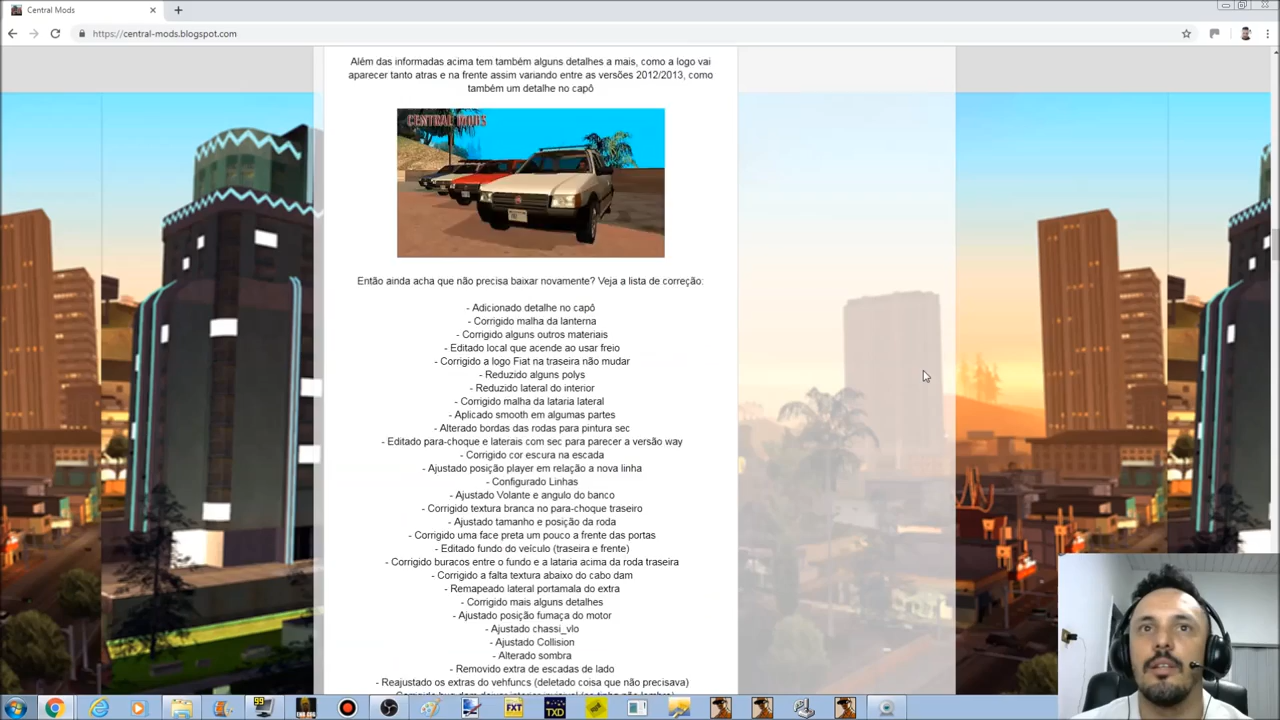 Central Mods
https://central-mods.blogspot.com
Além das informadas acima tem também alguns detalhes a mais, como a logo vai
aparecer tanto atras e na frente assim variando entre as versões 2012/2013, como
também um detalhe no capô
CENTRAL MODS
Então ainda acha que não precisa baixar novamente? Veja a lista de correção:
- Adicionado detalhe no capô
- Corrigido malha da lanterna
- Corrigido alguns outros materiais
- Editado local que acende ao usar freio
- Corrigido a logo Fiat na traseira não mudar
- Reduzido alguns polys
- Reduzido lateral do interior
- Corrigido malha da lataria lateral
- Aplicado smooth em algumas partes
- Alterado bordas das rodas para pintura sec
- Editado para-choque e laterais com sec para parecer a versão way
- Corrigido cor escura na escada
- Ajustado posição player em relação a nova linha
- Configurado Linhas
- Ajustado Volante e angulo do banco
- Corrigido textura branca no para-choque traseiro
- Ajustado tamanho e posição da roda
- Corrigido uma face preta um pouco a frente das portas
- Editado fundo do veículo (traseira e frente)
- Corrigido buracos entre o fundo e a lataria acima da roda traseira
- Corrigido a falta textura abaixo do cabo dam
- Remapeado lateral portamala do extra
- Corrigido mais alguns detalhes
- Ajustado posição fumaça do motor
- Ajustado chassi_vlo
- Ajustado Collision
- Alterado sombra
- Removido extra de escadas de lado
- Reajustado os extras do vehfuncs (deletado coisa que não precisava)
99
FXT
TXD